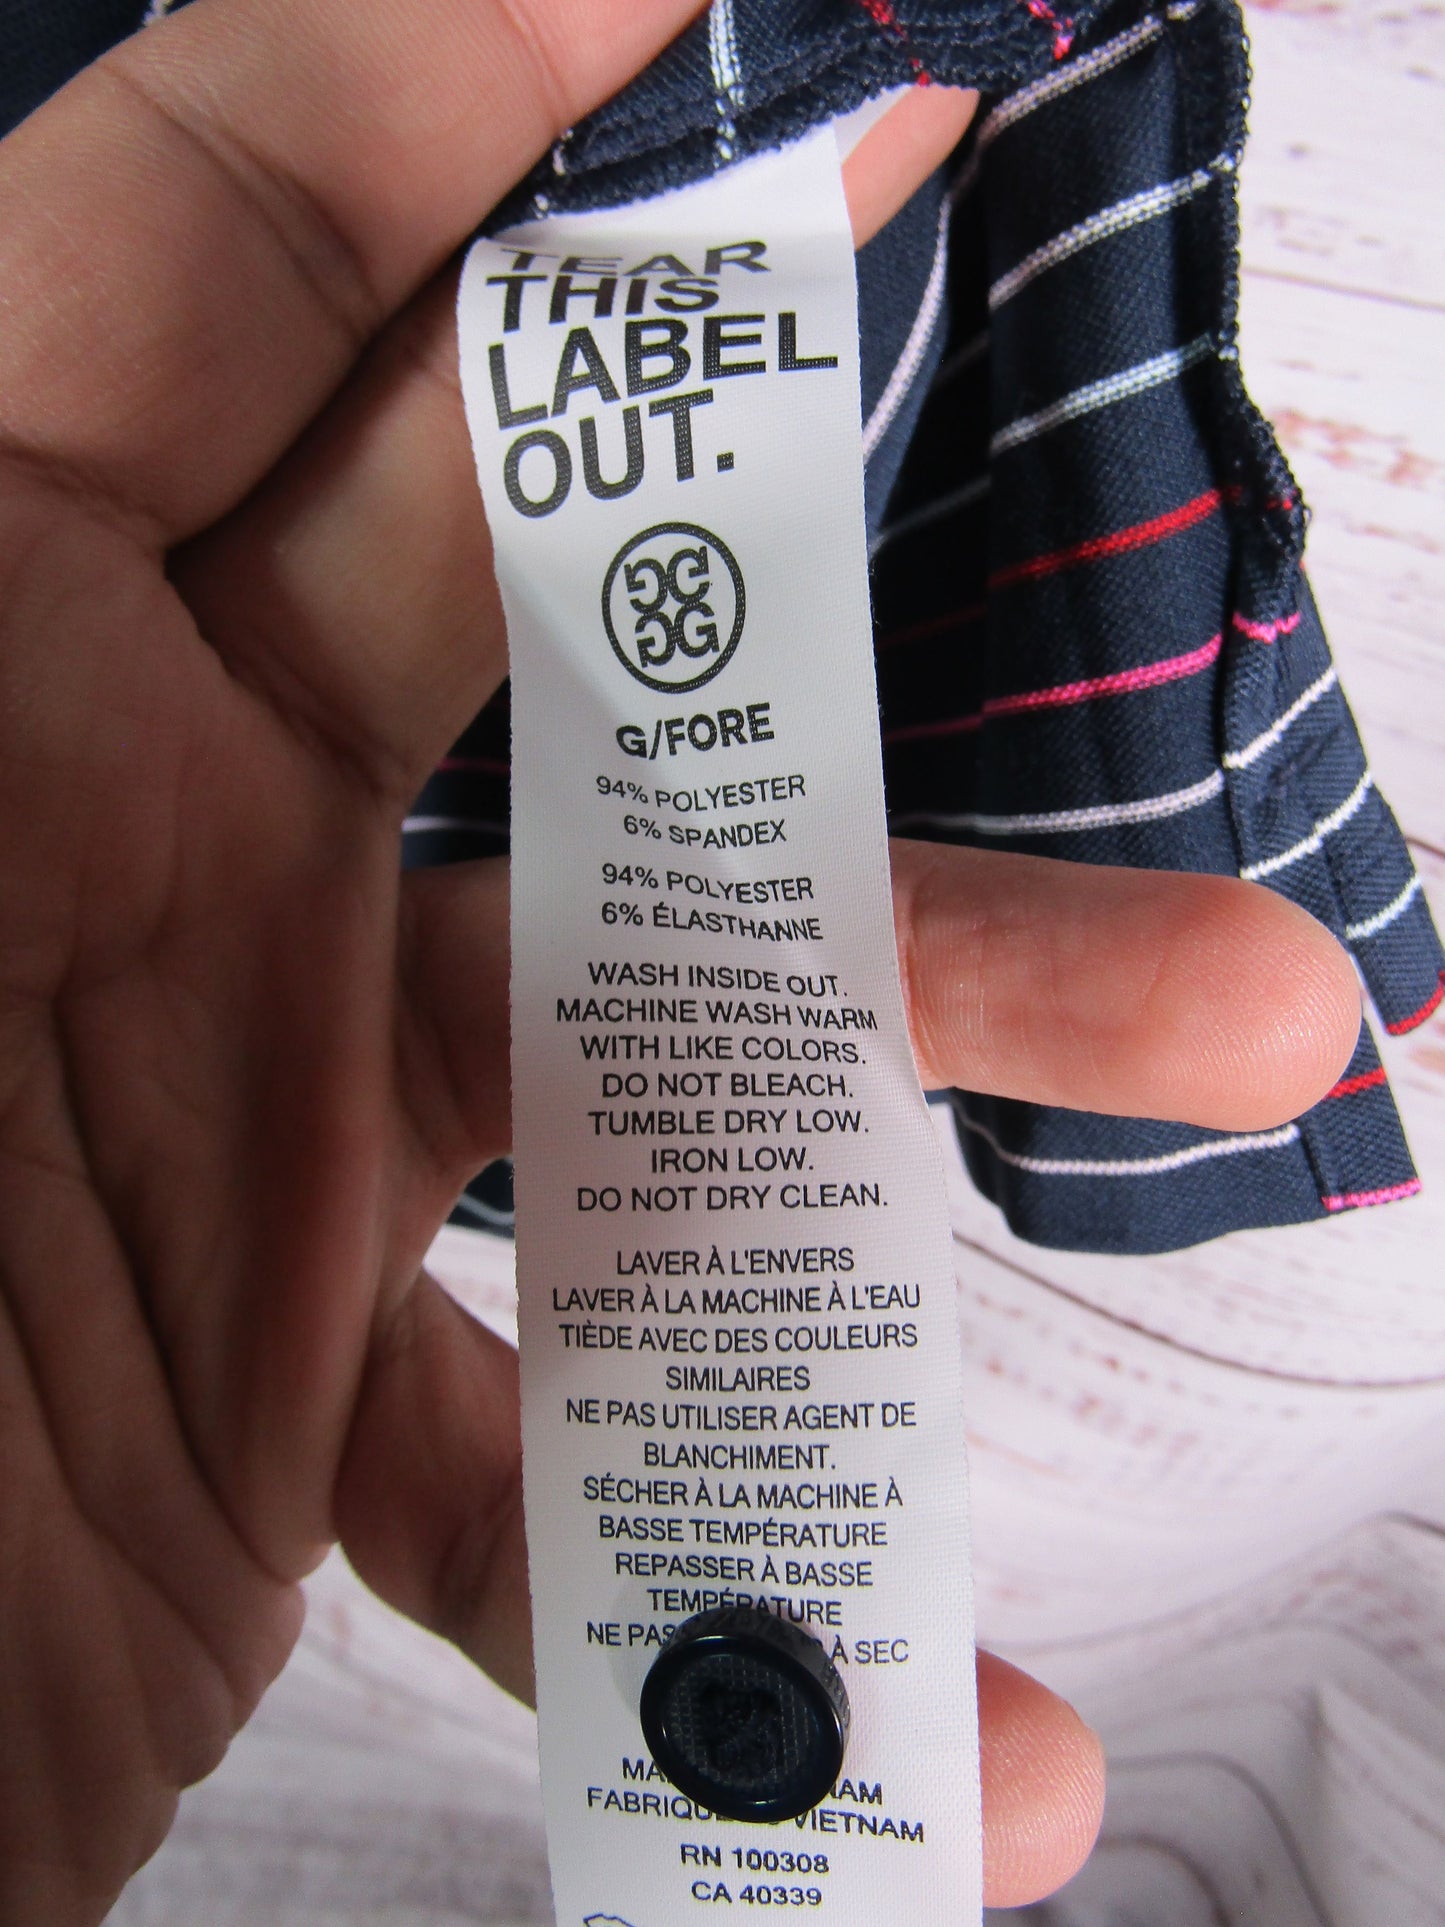 TEAR
THIS
LABEL
OUT.
G/FORE
94% POLYESTER
6% SPANDEX
94% POLYESTER
6% ÉLASTHANNE
WASH INSIDE OUT.
MACHINE WASH WARM
WITH LIKE COLORS.
DO NOT BLEACH.
TUMBLE DRY LOW.
IRON LOW.
DO NOT DRY CLEAN.
LAVER À L'ENVERS
LAVER À LA MACHINE À L'EAU
TIÈDE AVEC DES COULEURS
SIMILAIRES
NE PAS UTILISER AGENT DE
BLANCHIMENT.
SÉCHER À LA MACHINE À
BASSE TEMPÉRATURE
REPASSER À BASSE
TEMPÉRATURE
NE PAS À SEC
VIETNAM
RN 100308
CA 40339